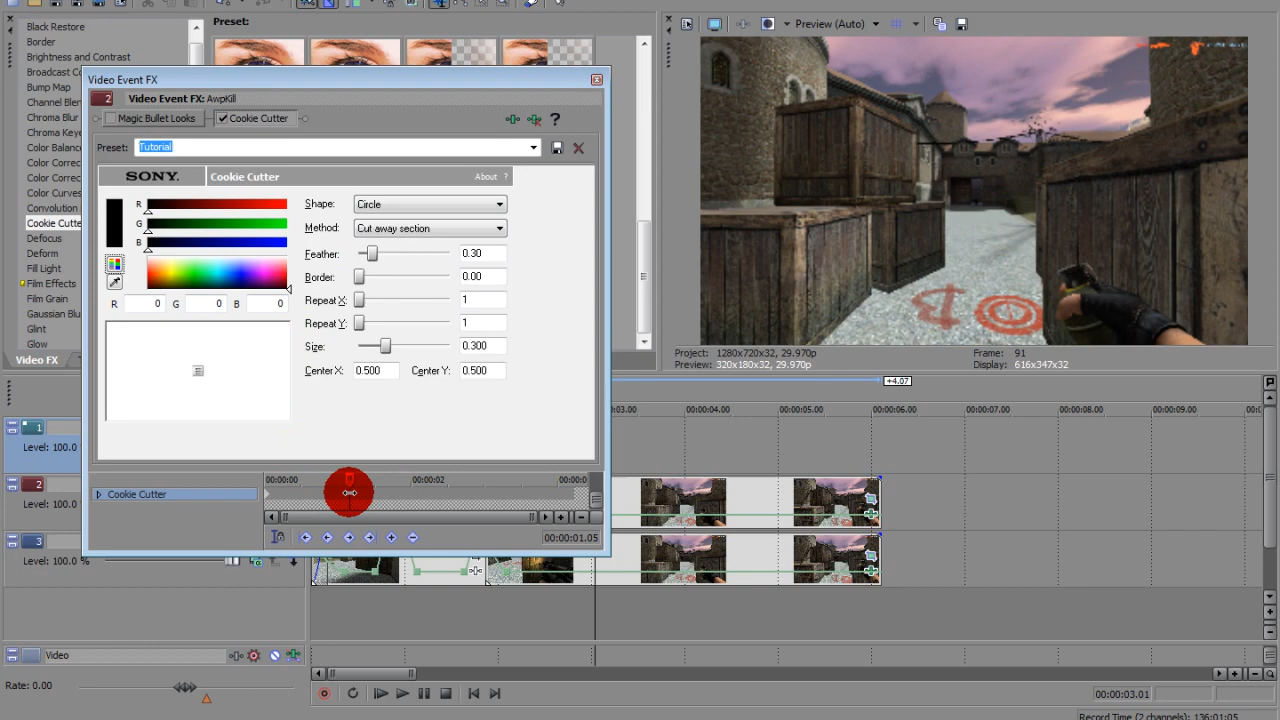 Black Restore
Border
Brightness and Contrast
Broadcast Co
Bump Map
Channel Blen
Chroma Blur
Chroma Keye
Color Balance
Color Correc
Color Correc
Color Curves
Convolution
Cookie Cutte
Defocus
Deform
Fill Light
Film Effects
Film Grain
Gaussian Blu
Glint
Glow
Video FX
Preset:
Video Event FX
2 Video Event FX: AwpKill
Magic Bullet Looks
Cookie Cutter
Preset: Tutorial
SONY. Cookie Cutter About ?
R
G
B
R 0 G 0 B 0
Shape: Circle
Method: Cut away section
Feather: 0.30
Border: 0.00
Repeat X: 1
Repeat Y: 1
Size: 0.300
Center X: 0.500 Center Y: 0.500
00:00:00 00:00:02 00:00:0
Cookie Cutter
00:00:01.05
Preview (Auto)
Project: 1280x720x32, 29.970p
Preview: 320x180x32, 29.970p
Frame: 91
Display: 616x347x32
+4.07
:03.00 00:00:04.00 00:00:05.00 00:00:06.00 00:00:07.00 00:00:08.00 00:00:09.00 00:0
1
Level: 100.0
2
Level: 100.0
3
Level: 100.0 %
Video
Rate: 0.00
00:00:03.01
Record Time (2 channels): 136:01:05